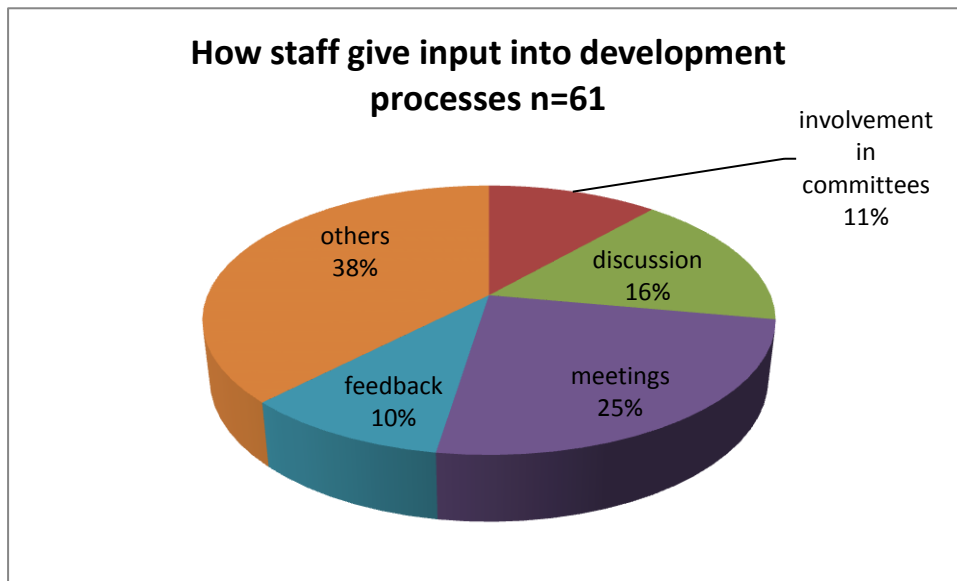 How staff give input into development
processes n=61
involvement
in
committees
11%
others
38%
discussion
16%
feedback
10%
meetings
25%